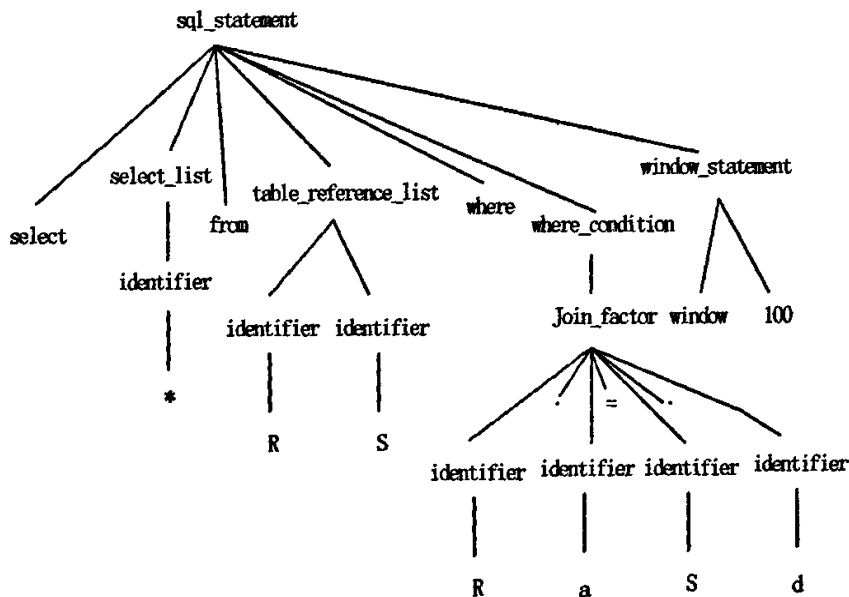 sql_statement
select_list
window_statement
table_reference_list
where
select
from
where_condition
identifier
identifier identifier
Join_factor window 100
*
. = .
R S
identifier identifier identifier identifier
R a S d